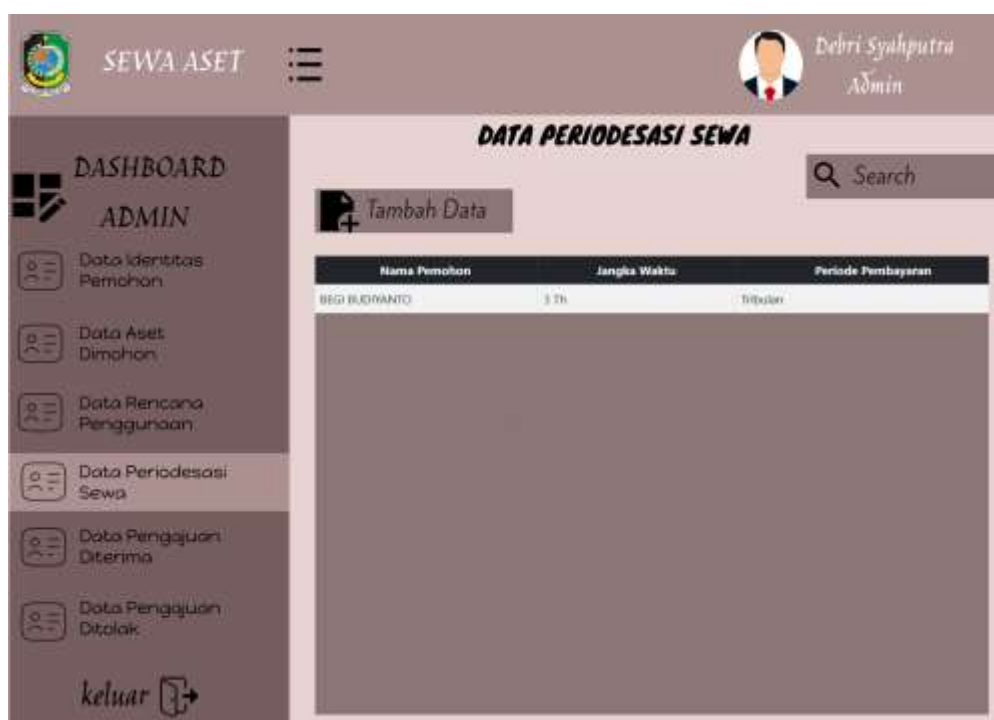 SEWA ASET
Debri Syahputra
Admin
DATA PERIODESASI SEWA
DASHBOARD
ADMIN
Search
Tambah Data
Data Identitas
Pemohon
Data Aset
Dimohon
Data Rencana
Penggunaan
Data Periodesasi
Sewa
Data Pengajuan
Diterima
Data Pengajuan
Ditolak
keluar
Nama Pemohon Jangka Waktu Periode Pembayaran
BEGI BUDIYANTO 3 Th Tribulan